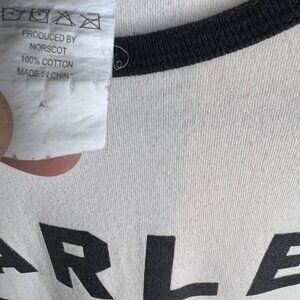 PRODUCED BY
NORSCOT
100% COTTON
MADE IN CHINA
XL
ARLE